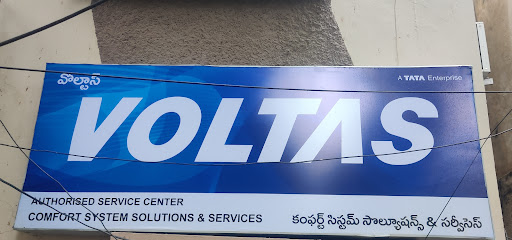 వోల్టాస్
A TATA Enterprise
VOLTAS
AUTHORISED SERVICE CENTER
COMFORT SYSTEM SOLUTIONS & SERVICES
కంఫర్ట్ సిస్టమ్ సొల్యూషన్స్ & సర్వీసెస్